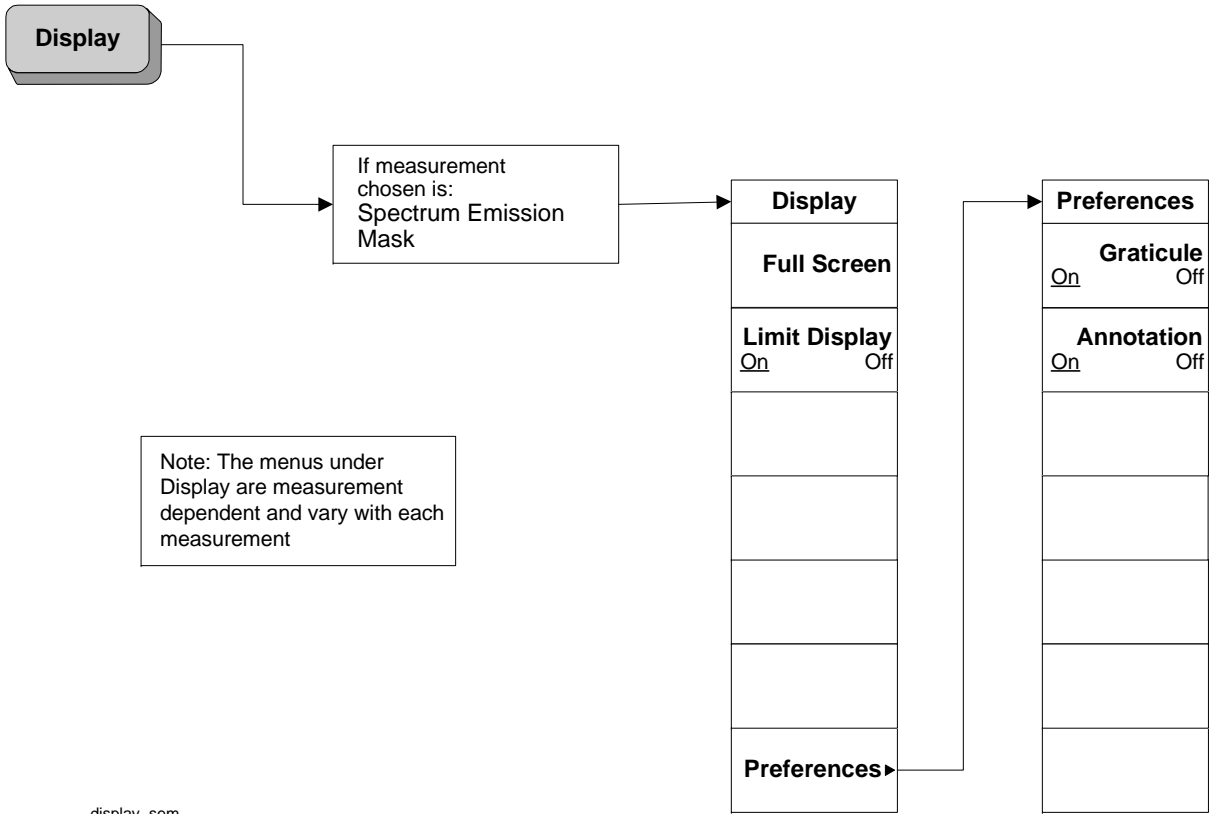 Display
If measurement
chosen is:
Spectrum Emission
Mask
Display
Full Screen
Limit Display
On Off
Preferences
Preferences
Graticule
On Off
Annotation
On Off
Note: The menus under
Display are measurement
dependent and vary with each
measurement
display_sem